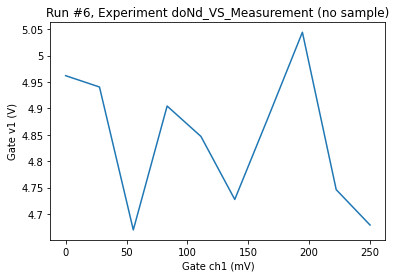 Run #6, Experiment doNd_VS_Measurement (no sample)
5.05
5
4.95
4.9
4.85
4.8
4.75
4.7
Gate v1 (V)
0 50 100 150 200 250
Gate ch1 (mV)